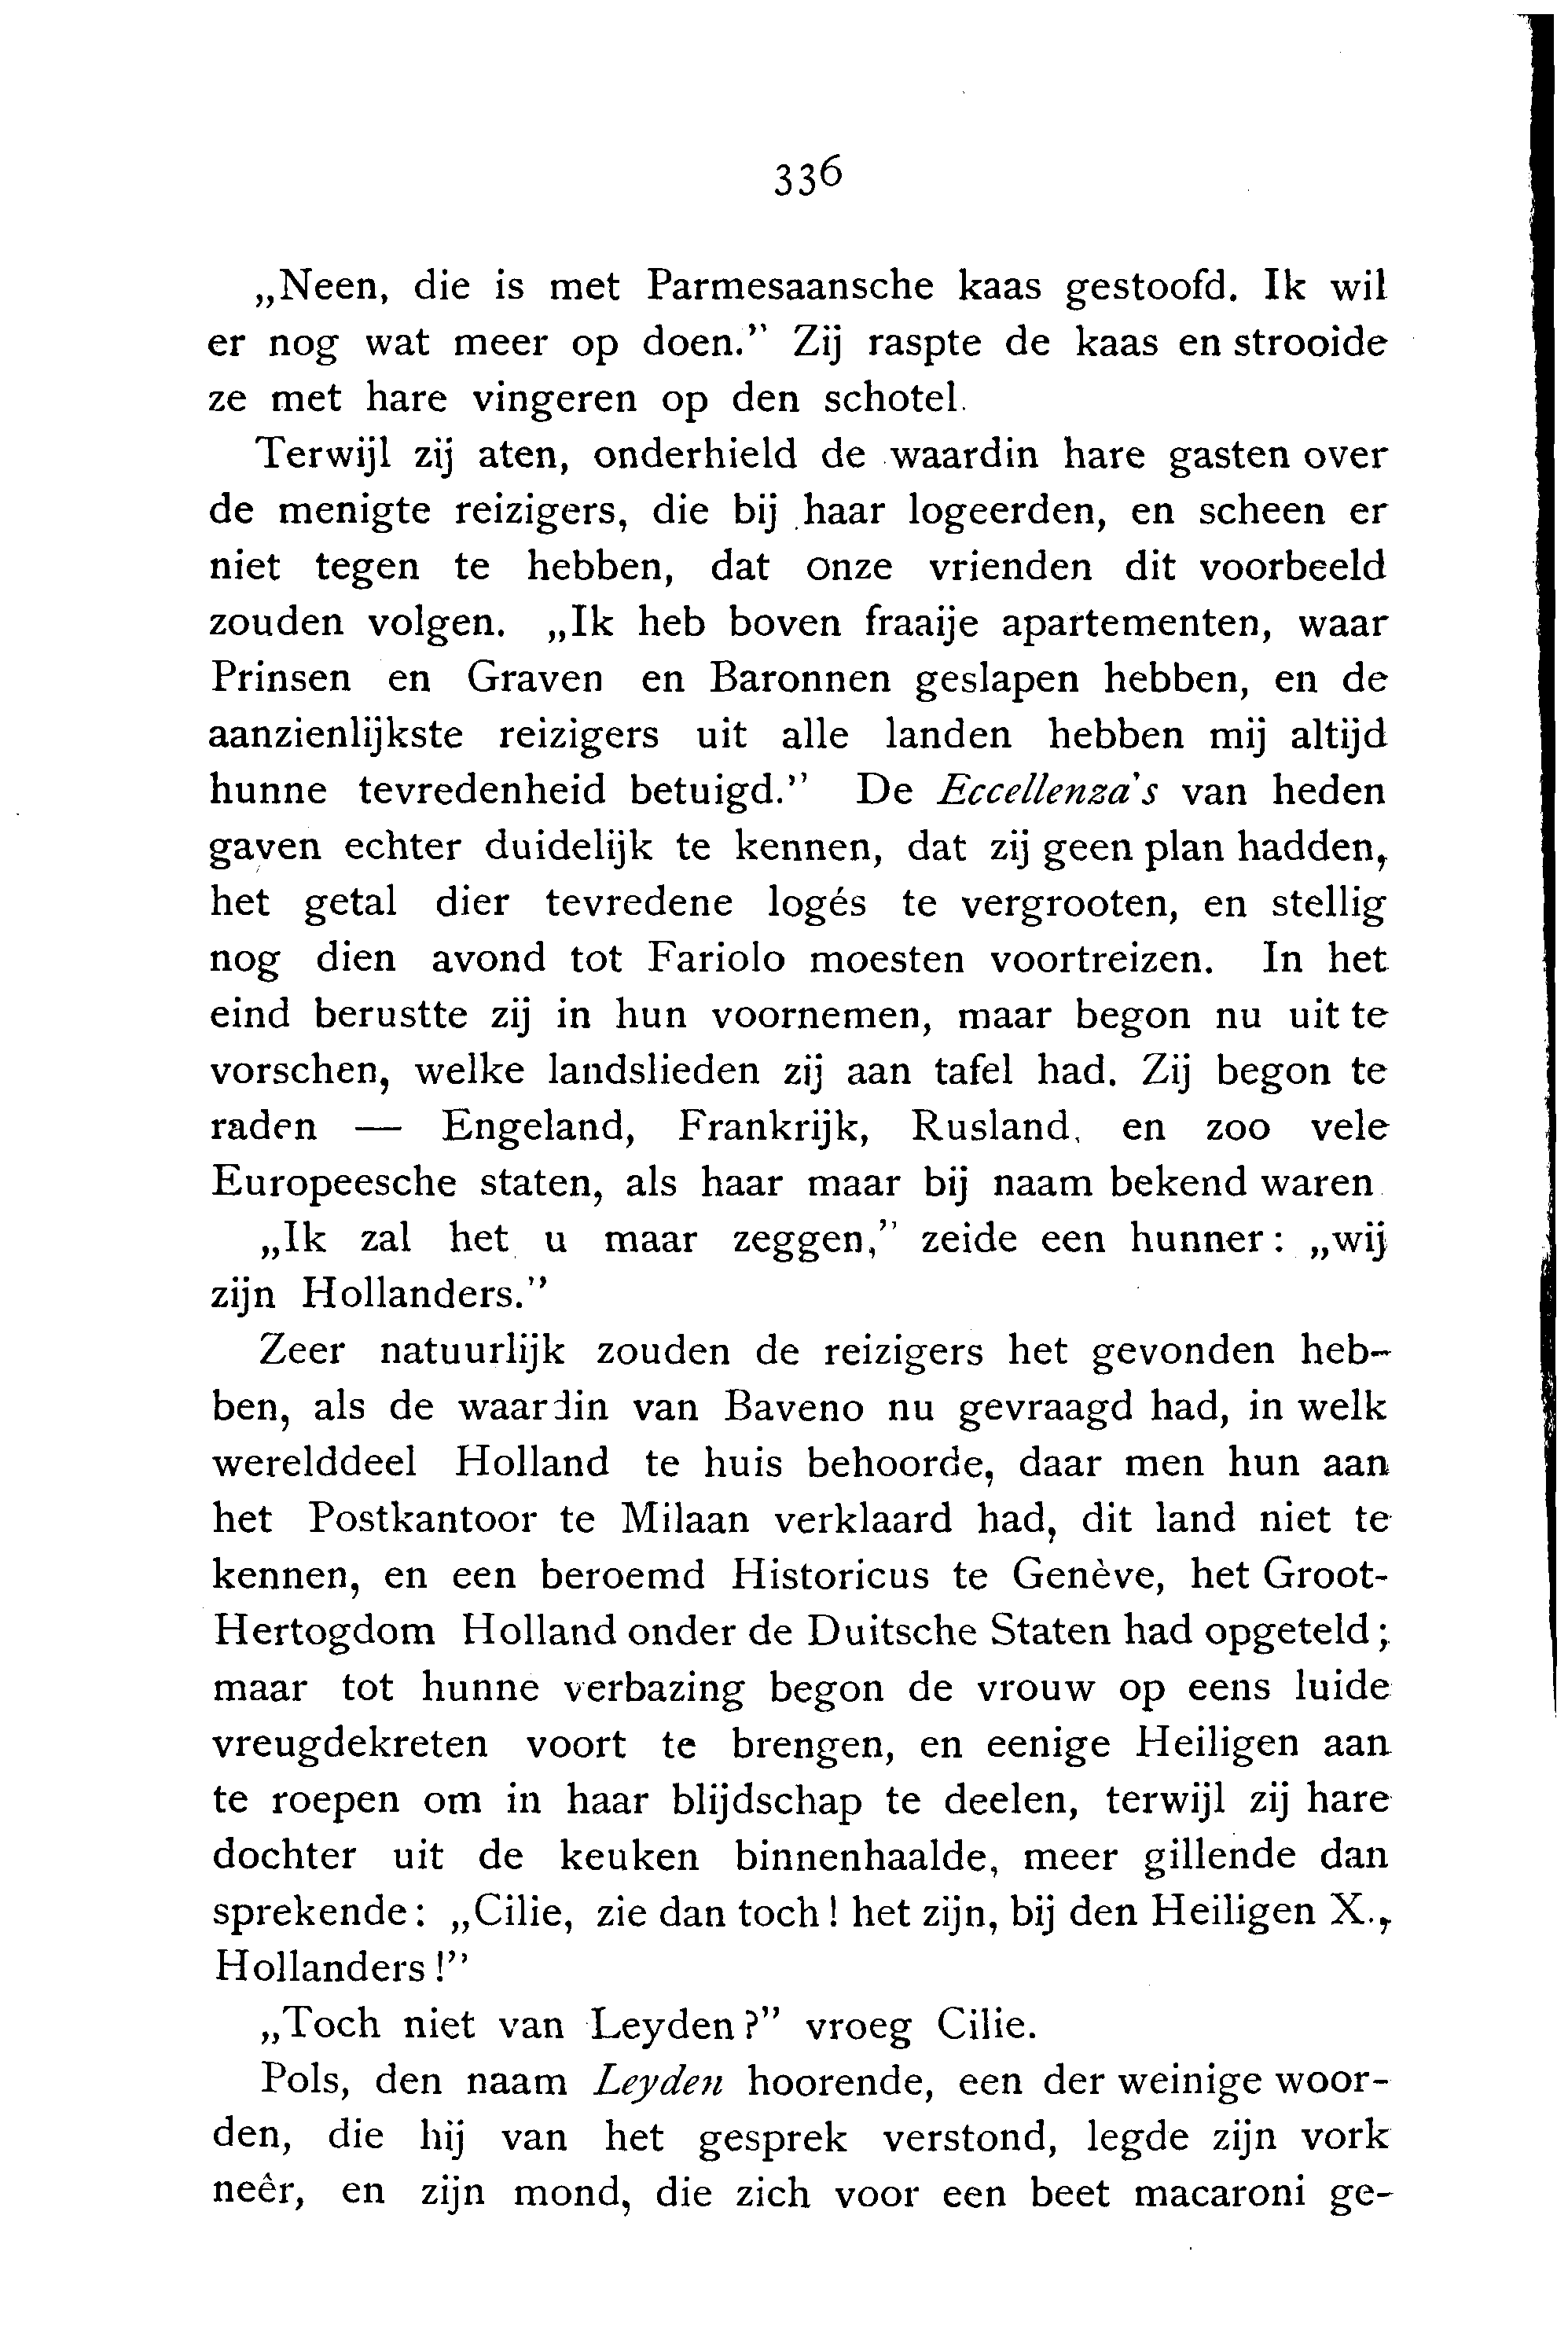 336
„Neen, die is met Parmesaansche kaas gestoofd. Ik wil
er nog wat meer op doen.” Zij raspte de kaas en strooide
ze met hare vingeren op den schotel.
Terwijl zij aten, onderhield de waardin hare gasten over
de menigte reizigers, die bij haar logeerden, en scheen er
niet tegen te hebben, dat onze vrienden dit voorbeeld
zouden volgen. „Ik heb boven fraaije apartementen, waar
Prinsen en Graven en Baronnen geslapen hebben, en de
aanzienlijkste reizigers uit alle landen hebben mij altijd
hunne tevredenheid betuigd.” De Eccellenza's van heden
gaven echter duidelijk te kennen, dat zij geen plan hadden,
het getal dier tevredene logés te vergrooten, en stellig
nog dien avond tot Fariolo moesten voortreizen. In het
eind berustte zij in hun voornemen, maar begon nu uit te
vorschen, welke landslieden zij aan tafel had. Zij begon te
raden — Engeland, Frankrijk, Rusland, en zoo vele
Europeesche staten, als haar maar bij naam bekend waren
„Ik zal het u maar zeggen,” zeide een hunner: „wij
zijn Hollanders.”
Zeer natuurlijk zouden de reizigers het gevonden heb-
ben, als de waardin van Baveno nu gevraagd had, in welk
werelddeel Holland te huis behoorde, daar men hun aan
het Postkantoor te Milaan verklaard had, dit land niet te
kennen, en een beroemd Historicus te Genève, het Groot-
Hertogdom Holland onder de Duitsche Staten had opgeteld;
maar tot hunne verbazing begon de vrouw op eens luide
vreugdekreten voort te brengen, en eenige Heiligen aan
te roepen om in haar blijdschap te deelen, terwijl zij hare
dochter uit de keuken binnenhaalde, meer gillende dan
sprekende: „Cilie, zie dan toch! het zijn, bij den Heiligen X.,
Hollanders!”
„Toch niet van Leyden?” vroeg Cilie.
Pols, den naam Leyden hoorende, een der weinige woor-
den, die hij van het gesprek verstond, legde zijn vork
neêr, en zijn mond, die zich voor een beet macaroni ge-